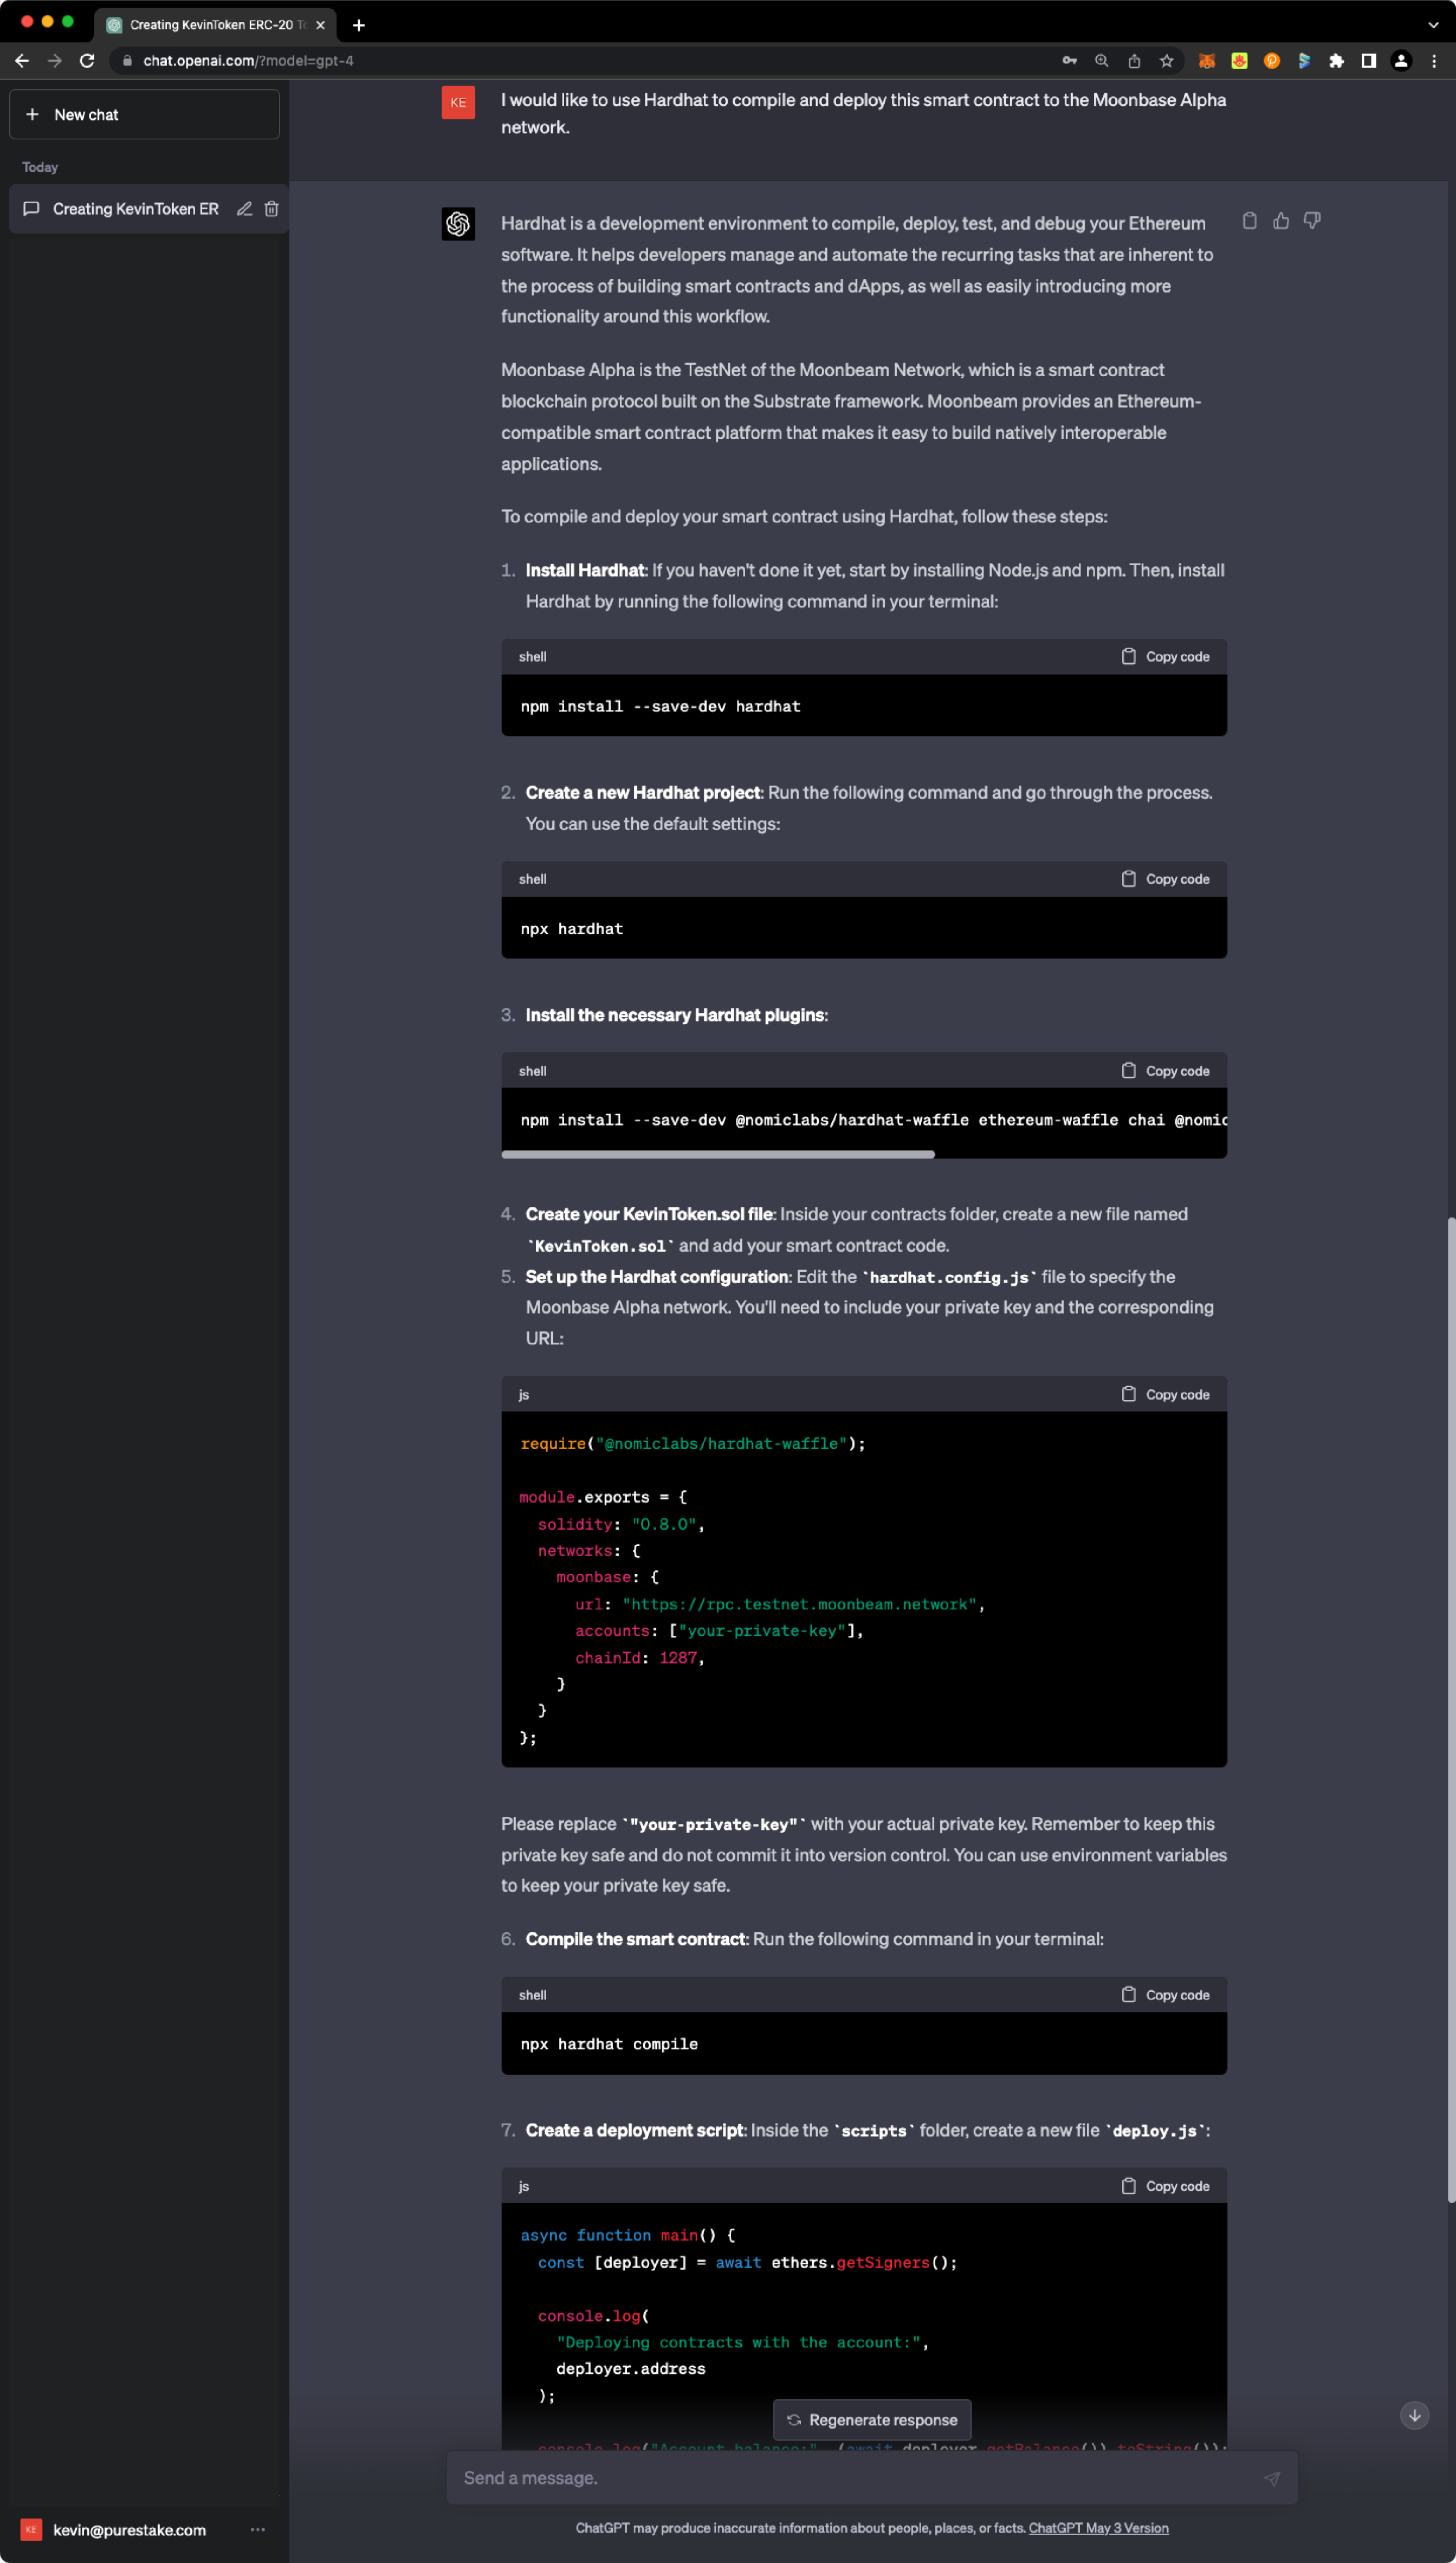 Creating KevinToken ERC-20 To
chat.openai.com/?model=gpt-4
New chat
Today
Creating KevinToken ER
KE
I would like to use Hardhat to compile and deploy this smart contract to the Moonbase Alpha
network.
Hardhat is a development environment to compile, deploy, test, and debug your Ethereum
software. It helps developers manage and automate the recurring tasks that are inherent to
the process of building smart contracts and dApps, as well as easily introducing more
functionality around this workflow.
Moonbase Alpha is the TestNet of the Moonbeam Network, which is a smart contract
blockchain protocol built on the Substrate framework. Moonbeam provides an Ethereum-
compatible smart contract platform that makes it easy to build natively interoperable
applications.
To compile and deploy your smart contract using Hardhat, follow these steps:
1. Install Hardhat: If you haven't done it yet, start by installing Node.js and npm. Then, install
Hardhat by running the following command in your terminal:
shell Copy code
npm install --save-dev hardhat
2. Create a new Hardhat project: Run the following command and go through the process.
You can use the default settings:
shell Copy code
npx hardhat
3. Install the necessary Hardhat plugins:
shell Copy code
npm install --save-dev @nomiclabs/hardhat-waffle ethereum-waffle chai @nomic
4. Create your KevinToken.sol file: Inside your contracts folder, create a new file named
`KevinToken.sol` and add your smart contract code.
5. Set up the Hardhat configuration: Edit the `hardhat.config.js` file to specify the
Moonbase Alpha network. You'll need to include your private key and the corresponding
URL:
js Copy code
require("@nomiclabs/hardhat-waffle");
module.exports = {
solidity: "0.8.0",
networks: {
moonbase: {
url: "https://rpc.testnet.moonbeam.network",
accounts: ["your-private-key"],
chainId: 1287,
}
}
};
Please replace `"your-private-key"` with your actual private key. Remember to keep this
private key safe and do not commit it into version control. You can use environment variables
to keep your private key safe.
6. Compile the smart contract: Run the following command in your terminal:
shell Copy code
npx hardhat compile
7. Create a deployment script: Inside the `scripts` folder, create a new file `deploy.js`:
js Copy code
async function main() {
const [deployer] = await ethers.getSigners();
console.log(
"Deploying contracts with the account:",
deployer.address
);
Regenerate response
console.log("Account balance:", (await deployer.getBalance()).toString());
Send a message.
KE kevin@purestake.com
ChatGPT may produce inaccurate information about people, places, or facts. ChatGPT May 3 Version